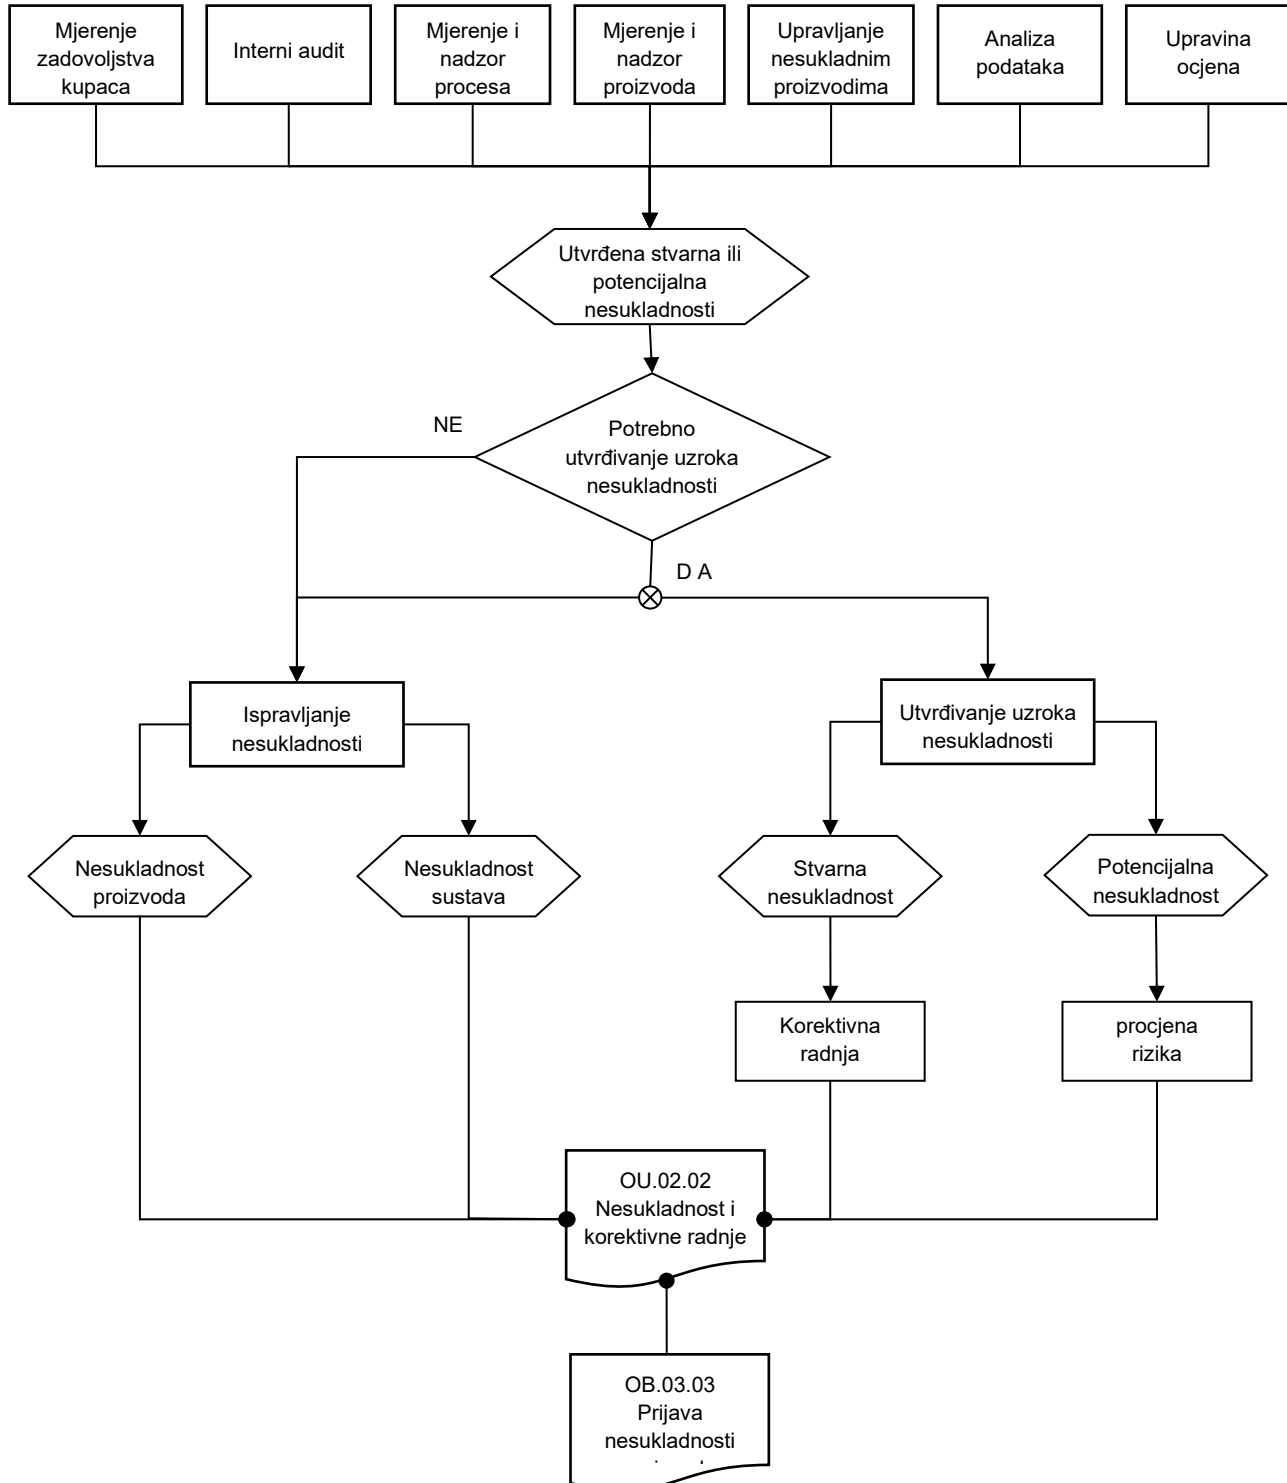 Mjerenje
zadovoljstva
kupaca
Interni audit
Mjerenje i
nadzor
procesa
Mjerenje i
nadzor
proizvoda
Upravljanje
nesukladnim
proizvodima
Analiza
podataka
Upravina
ocjena
Utvrđena stvarna ili
potencijalna
nesukladnosti
NE
Potrebno
utvrđivanje uzroka
nesukladnosti
D A
Ispravljanje
nesukladnosti
Utvrđivanje uzroka
nesukladnosti
Nesukladnost
proizvoda
Nesukladnost
sustava
Stvarna
nesukladnost
Potencijalna
nesukladnost
Korektivna
radnja
procjena
rizika
OU.02.02
Nesukladnost i
korektivne radnje
OB.03.03
Prijava
nesukladnosti